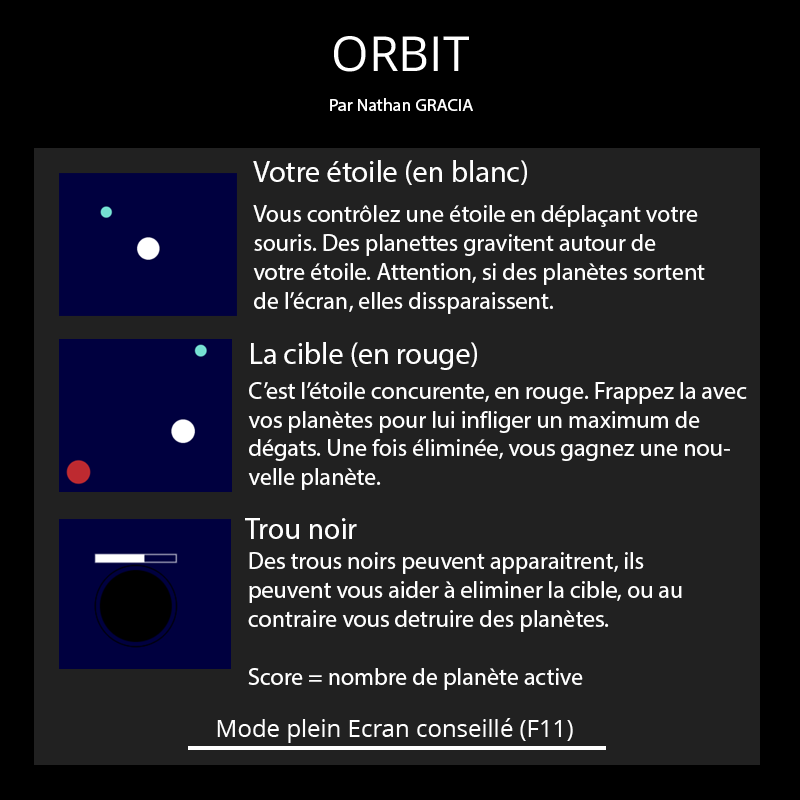 ORBIT
Par Nathan GRACIA
Votre étoile (en blanc)
Vous contrôlez une étoile en déplaçant votre
souris. Des planettes gravitent autour de
votre étoile. Attention, si des planètes sortent
de l’écran, elles dissparaissent.
La cible (en rouge)
C’est l’étoile concurente, en rouge. Frappez la avec
vos planètes pour lui infliger un maximum de
dégats. Une fois éliminée, vous gagnez une nou-
velle planète.
Trou noir
Des trous noirs peuvent apparaitrent, ils
peuvent vous aider à eliminer la cible, ou au
contraire vous detruire des planètes.
Score = nombre de planète active
Mode plein Ecran conseillé (F11)